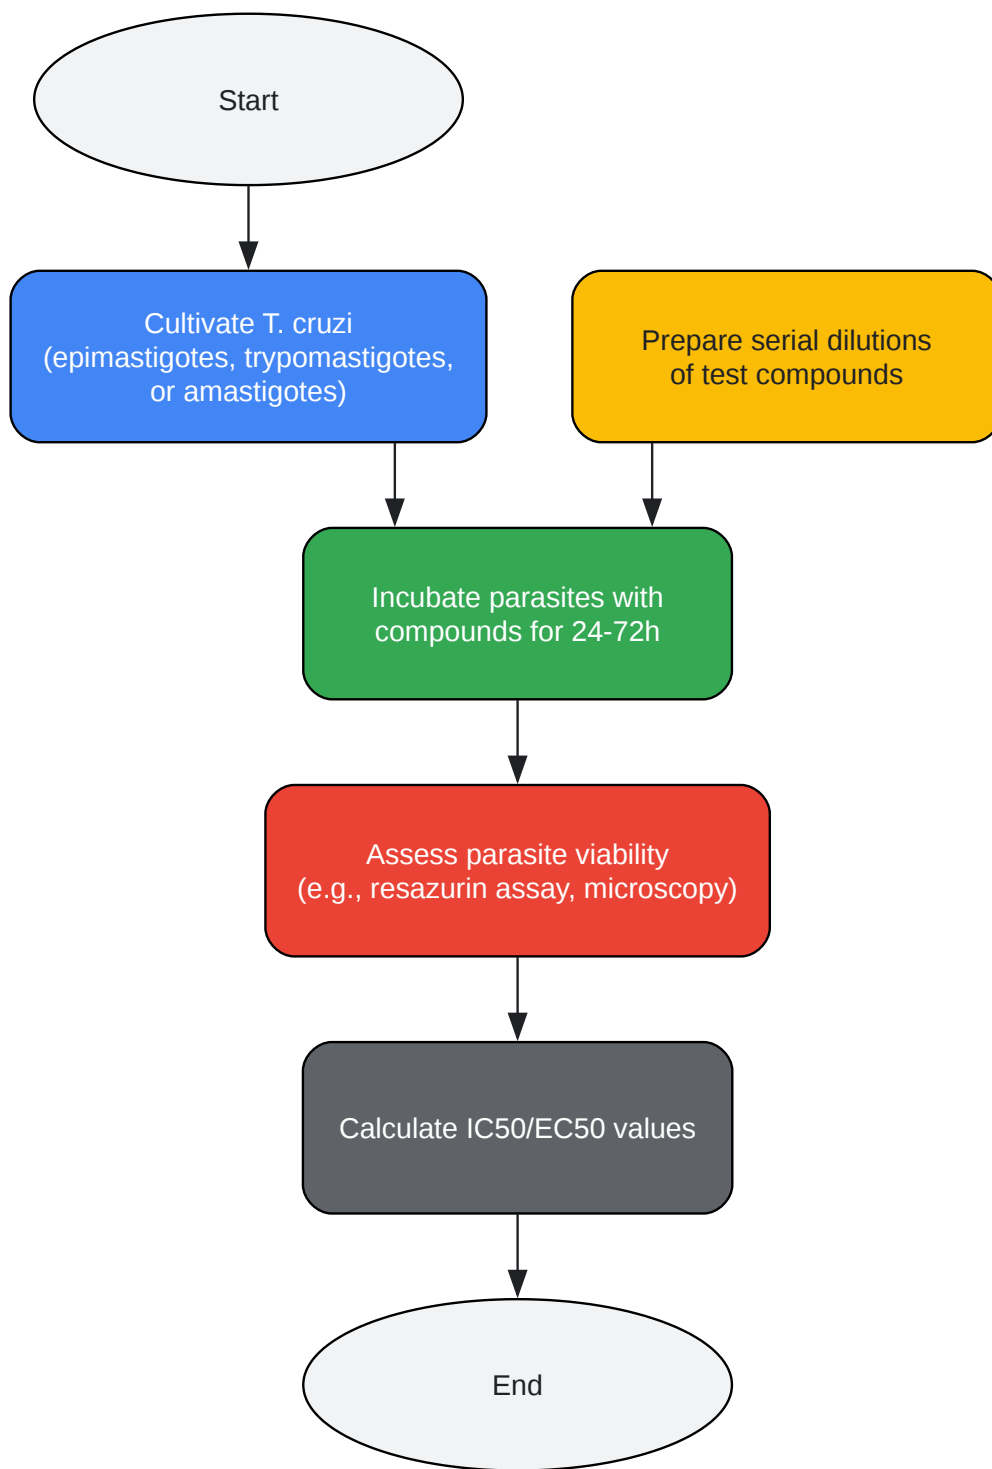 Start
Cultivate T. cruzi
(epimastigotes, trypomastigotes,
or amastigotes)
Prepare serial dilutions
of test compounds
Incubate parasites with
compounds for 24-72h
Assess parasite viability
(e.g., resazurin assay, microscopy)
Calculate IC50/EC50 values
End